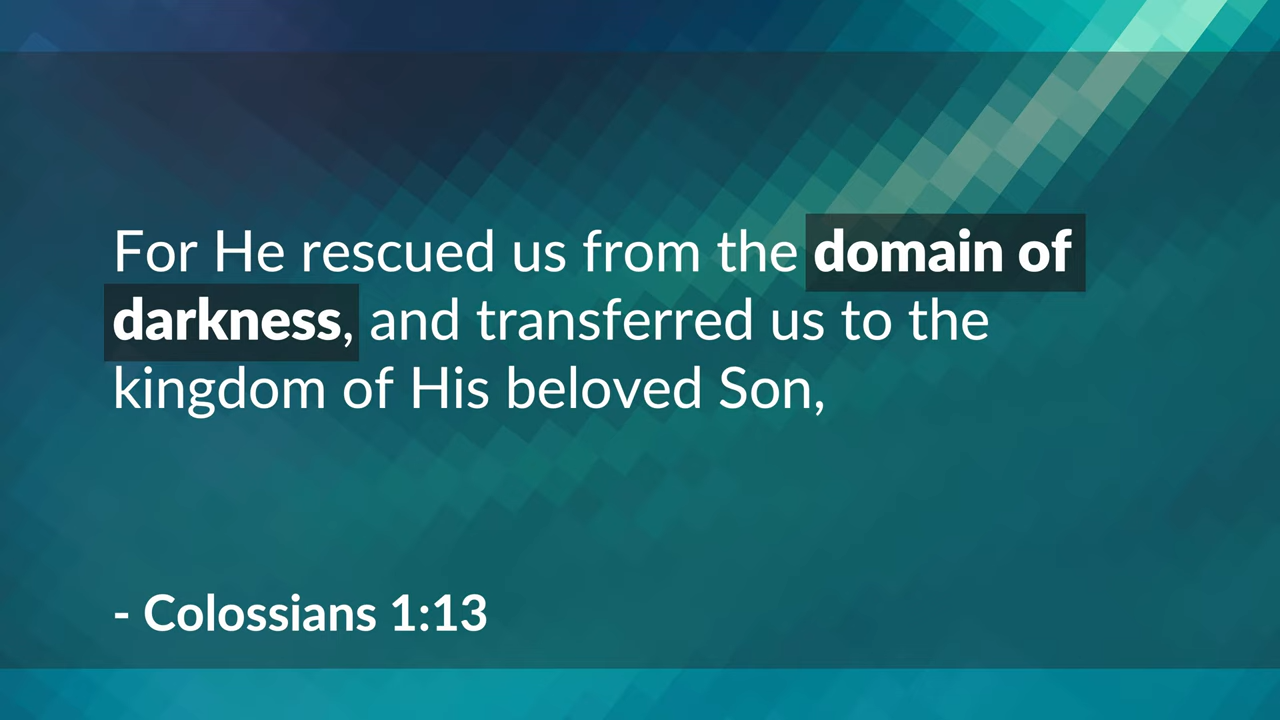 For He rescued us from the domain of
darkness, and transferred us to the
kingdom of His beloved Son,
- Colossians 1:13